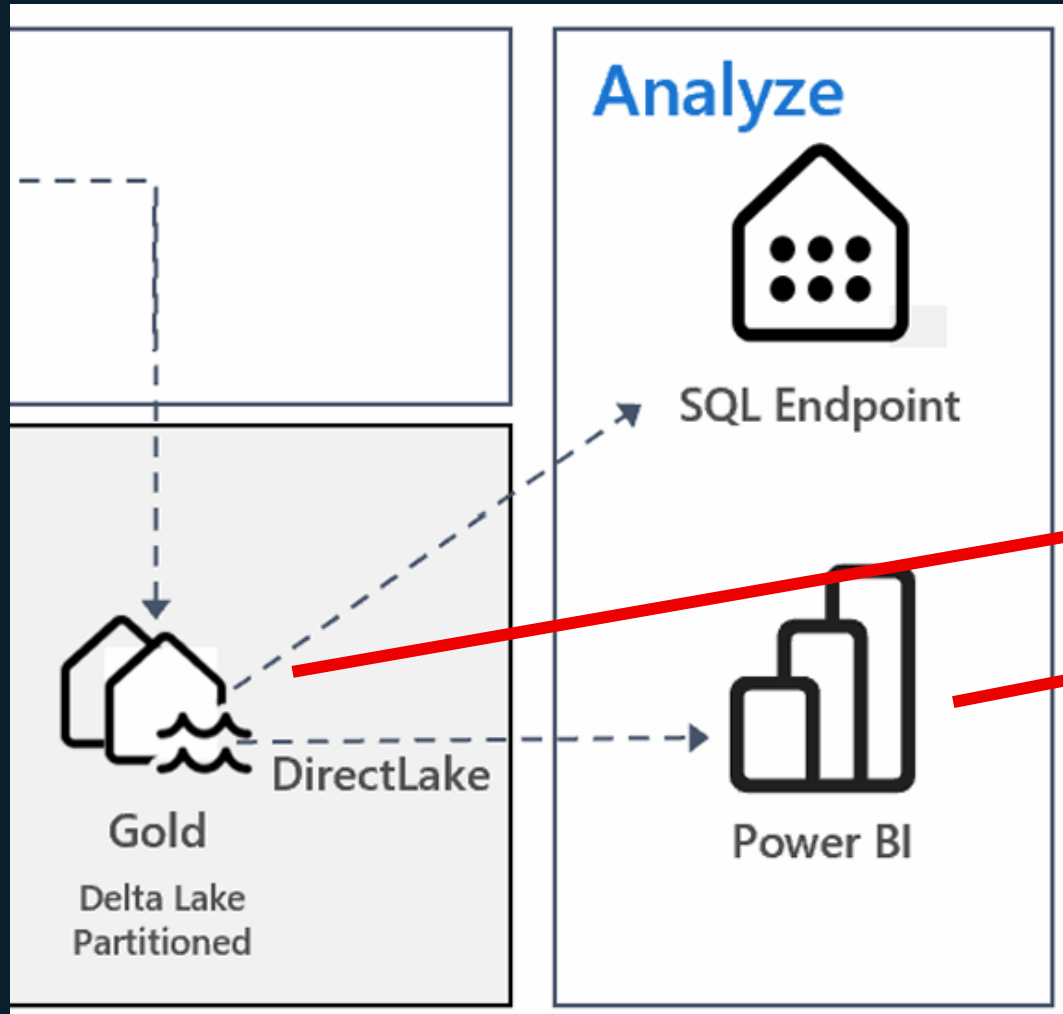 Analyze
SQL Endpoint
DirectLake
Gold
Power BI
Delta Lake
Partitioned